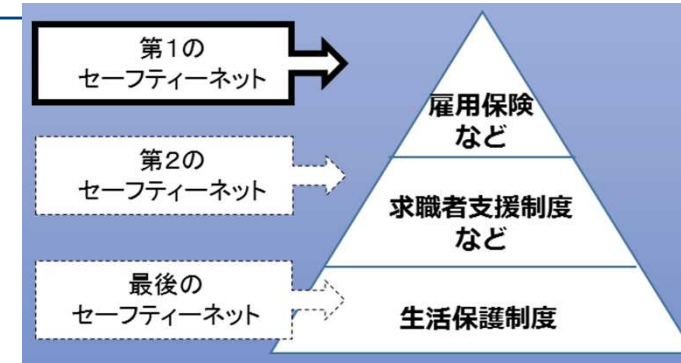 第1の
セーフティーネット
雇用保険
など
第2の
セーフティーネット
求職者支援制度
など
最後の
セーフティーネット
生活保護制度